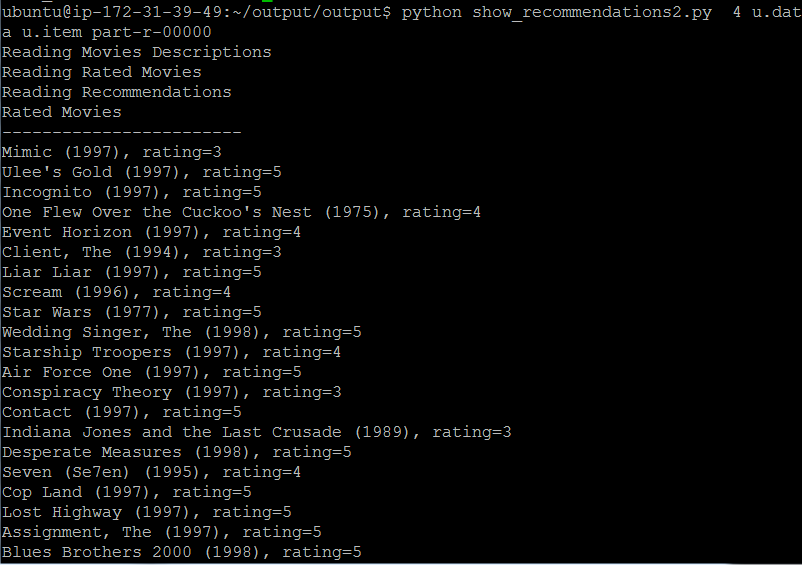 ubuntu@ip-172-31-39-49:~/output/output$ python show_recommendations2.py  4 u.dat
a u.item part-r-00000
Reading Movies Descriptions
Reading Rated Movies
Reading Recommendations
Rated Movies
------------------------
Mimic (1997), rating=3
Ulee's Gold (1997), rating=5
Incognito (1997), rating=5
One Flew Over the Cuckoo's Nest (1975), rating=4
Event Horizon (1997), rating=4
Client, The (1994), rating=3
Liar Liar (1997), rating=5
Scream (1996), rating=4
Star Wars (1977), rating=5
Wedding Singer, The (1998), rating=5
Starship Troopers (1997), rating=4
Air Force One (1997), rating=5
Conspiracy Theory (1997), rating=3
Contact (1997), rating=5
Indiana Jones and the Last Crusade (1989), rating=3
Desperate Measures (1998), rating=5
Seven (Se7en) (1995), rating=4
Cop Land (1997), rating=5
Lost Highway (1997), rating=5
Assignment, The (1997), rating=5
Blues Brothers 2000 (1998), rating=5